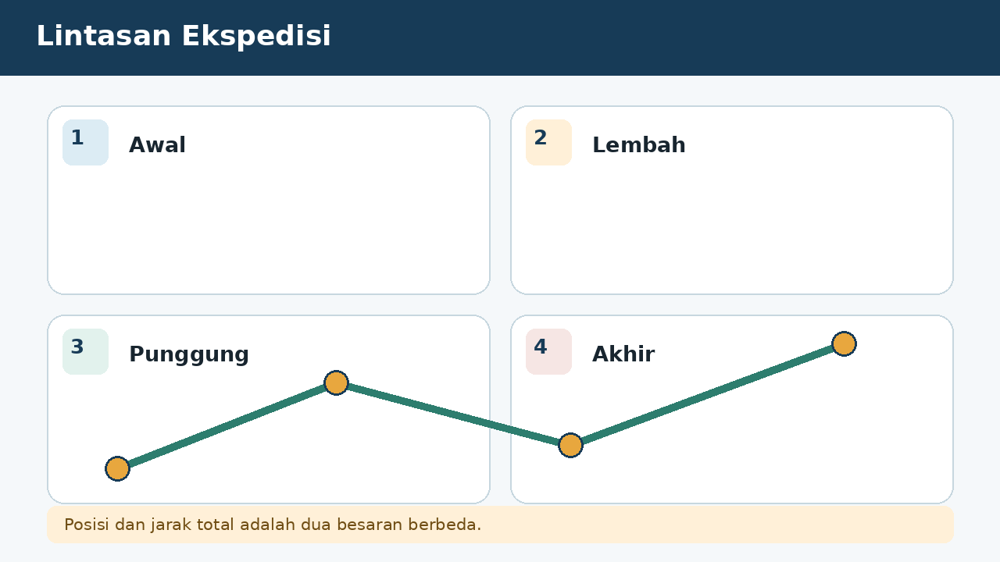 Lintasan Ekspedisi
1
Awal
2
Lembah
3
Punggung
4
Akhir
Posisi dan jarak total adalah dua besaran berbeda.